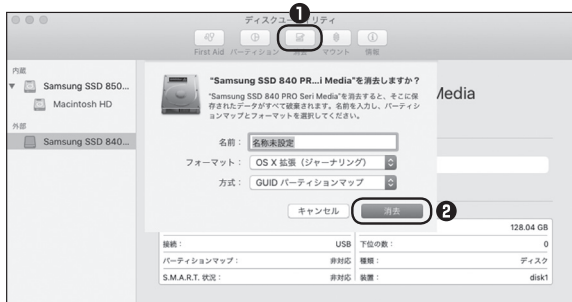 ❶
ディスクユーティリティ
First Aid パーティション 消去 マウント 情報
内蔵
Samsung SSD 850...
Macintosh HD
外部
Samsung SSD 840...
"Samsung SSD 840 PR...i Media"を消去しますか？
"Samsung SSD 840 PRO Seri Media"を消去すると、そこに保
存されたデータがすべて破棄されます。名前を入力し、パーティシ
ョンマップとフォーマットを選択してください。
Media
名前： 名称未設定
フォーマット： OS X 拡張（ジャーナリング）
方式： GUID パーティションマップ
キャンセル 消去 ❷
128.04 GB
接続： USB 下位の数： 0
パーティションマップ： 非対応 種類： ディスク
S.M.A.R.T. 状況： 非対応 装置： disk1